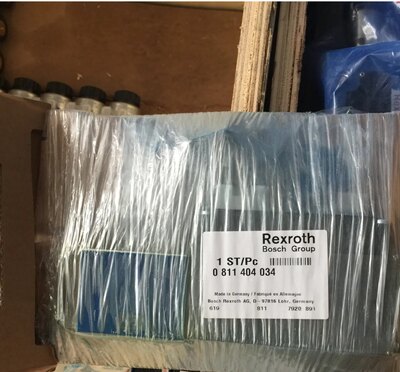 Rexroth
Bosch Group
1 ST/Pc
0 811 404 034
Made in Germany / Fabriqué en Allemagne
Bosch Rexroth AG, D - 97816 Lohr, Germany
619 811 7920 891